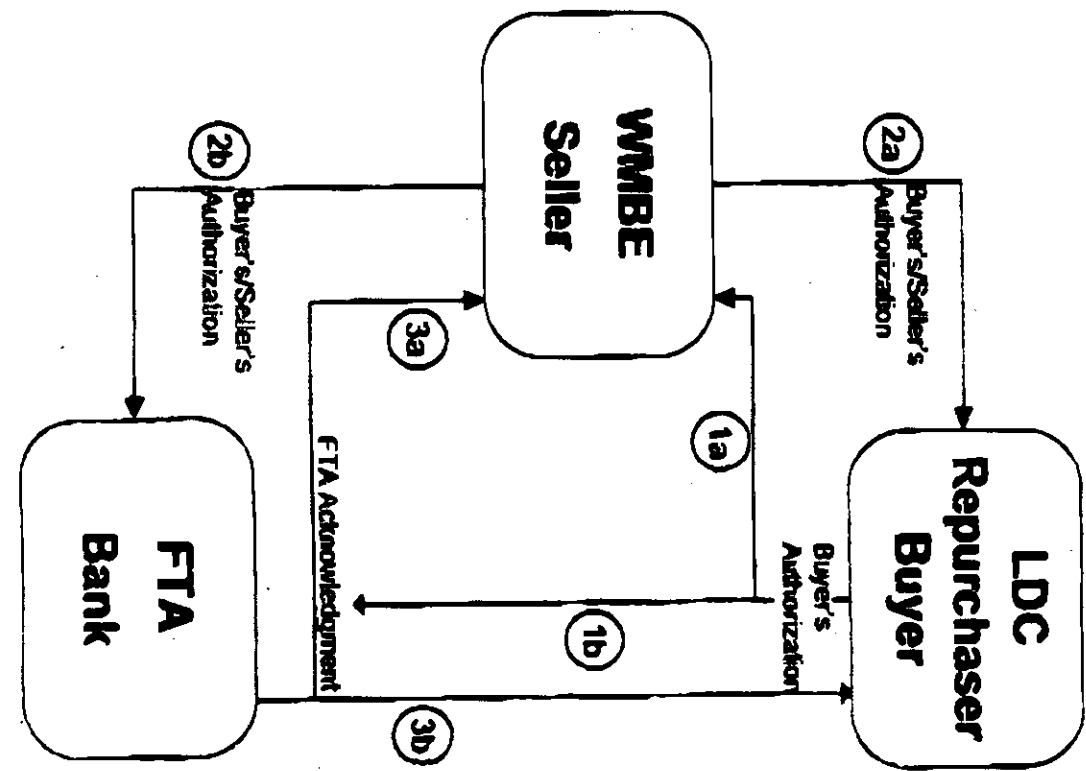 LDC
Repurchaser
Buyer
2a
Buyer's/Seller's
Authorization
Buyer's
Authorization
1a
WMBE
Seller
1b
3a
3b
FTA Acknowledgment
2b
Buyer's/Seller's
Authorization
FTA
Bank